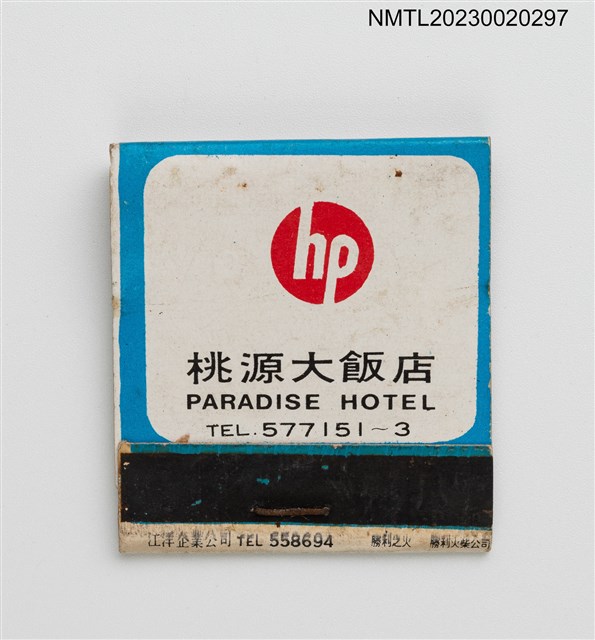 NMTL20230020297
hp
桃源大飯店
PARADISE HOTEL
TEL.577151~3
江洋企業公司 TEL 558694 勝利之火 勝利火柴公司